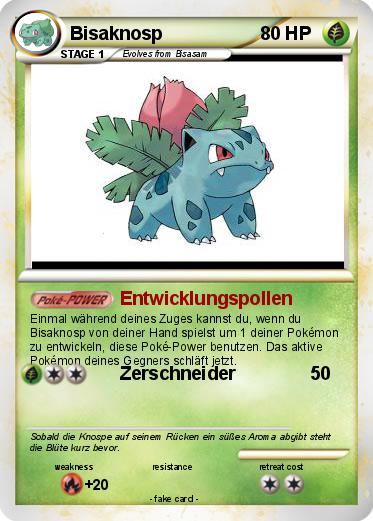 Bisaknosp 80 HP
STAGE 1 Evolves from Bisasam
Poké-POWER Entwicklungspollen
Einmal während deines Zuges kannst du, wenn du
Bisaknosp von deiner Hand spielst um 1 deiner Pokémon
zu entwickeln, diese Poké-Power benutzen. Das aktive
Pokémon deines Gegners schläft jetzt.
Zerschneider 50
Sobald die Knospe auf seinem Rücken ein süßes Aroma abgibt steht
die Blüte kurz bevor.
weakness resistance retreat cost
+20
- fake card -